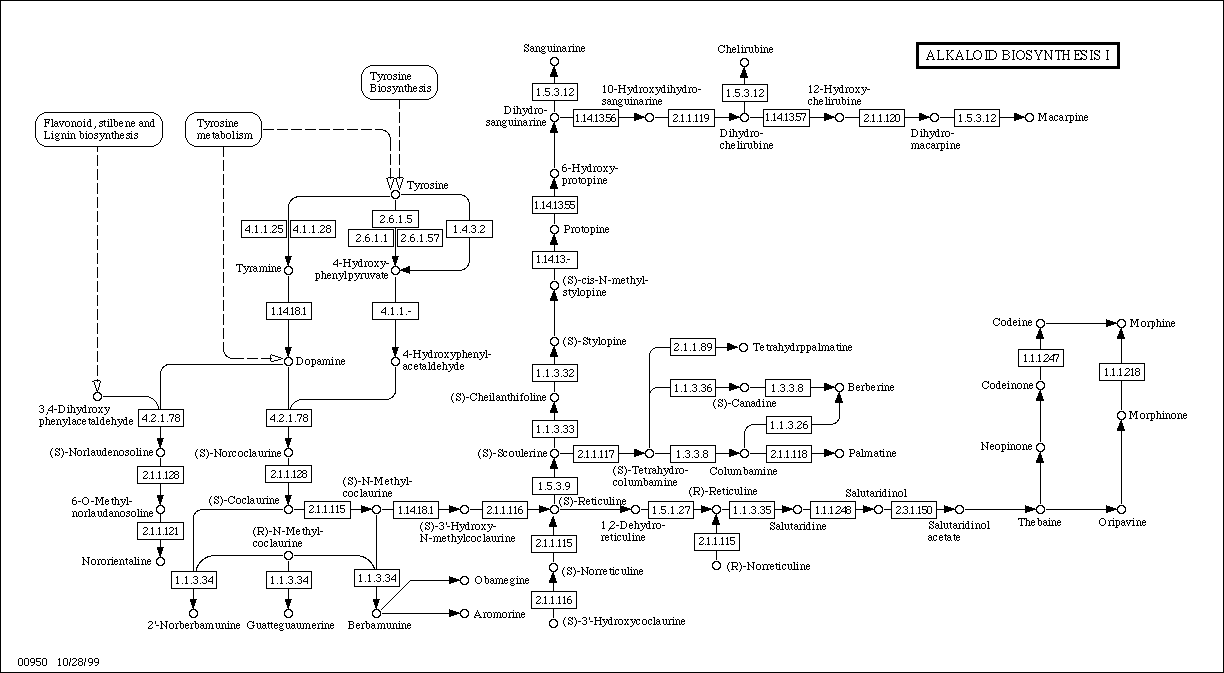 ALKALOID BIOSYNTHESIS I
Sanguinarine
Chelirubine
Tyrosine
Biosynthesis
1.5.3.12
1.5.3.12
10-Hydroxydihydro-
sanguinarine
12-Hydroxy-
chelirubine
Dihydro-
sanguinarine
1.14.13.56
2.1.1.119
1.14.13.57
2.1.1.120
1.5.3.12
Macarpine
Dihydro-
chelirubine
Dihydro-
macarpine
Flavonoid, stilbene and
Lignin biosynthesis
Tyrosine
metabolism
6-Hydroxy-
protopine
Tyrosine
1.14.13.55
2.6.1.5
4.1.1.25
4.1.1.28
2.6.1.1
2.6.1.57
1.4.3.2
Protopine
1.14.13.-
Tyramine
4-Hydroxy-
phenylpyruvate
(S)-cis-N-methyl-
stylopine
1.14.18.1
4.1.1.-
Codeine
Morphine
(S)-Stylopine
2.1.1.89
Tetrahydrppalmatine
Dopamine
4-Hydroxyphenyl-
acetaldehyde
1.1.1.247
1.1.1.218
1.1.3.32
1.1.3.36
1.3.3.8
Berberine
Codeinone
(S)-Cheilanthifoline
(S)-Canadine
3,4-Dihydroxy
phenylacetaldehyde
4.2.1.78
4.2.1.78
1.1.3.33
1.1.3.26
Morphinone
(S)-Norlaudenosoline
(S)-Norcoclaurine
(S)-Scoulerine
2.1.1.117
1.3.3.8
2.1.1.118
Palmatine
Neopinone
(S)-Tetrahydro-
columbamine
Columbamine
2.1.1.128
2.1.1.128
(S)-N-Methyl-
coclaurine
1.5.3.9
6-O-Methyl-
norlaudanosoline
(S)-Coclaurine
(S)-Reticuline
(R)-Reticuline
Salutaridinol
2.1.1.115
1.14.18.1
2.1.1.116
1.5.1.27
1.1.3.35
1.1.1.248
2.3.1.150
(S)-3'-Hydroxy-
N-methylcoclaurine
1,2-Dehydro-
reticuline
Salutaridine
Salutaridinol
acetate
Thebaine
Oripavine
2.1.1.121
(R)-N-Methyl-
coclaurine
2.1.1.115
2.1.1.115
Nororientaline
(S)-Norreticuline
(R)-Norreticuline
1.1.3.34
1.1.3.34
1.1.3.34
Obamegine
2.1.1.116
Aromorine
2'-Norberbamunine
Guatteguaumerine
Berbamunine
(S)-3'-Hydroxycoclaurine
00950 10/28/99